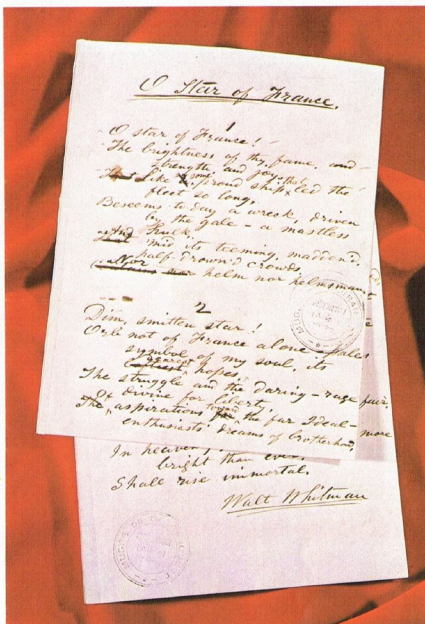 O Star of France.
1
O star of France!
The brightness of thy fame, and
strength and joy,
like some proud ship that led the
fleet so long,
Beseems to-day a wreck, driven
by the gale - a mastless
hulk
And 'mid its teeming, madden'd,
half-drown'd crowds,
Nor helm nor helmsman
2
Dim, smitten star!
Orb not of France alone - pale
symbol of my soul, its
dearest hopes
The struggle and the daring - rage
divine for liberty,
The aspirations toward the far Ideal -
enthusiasts' dreams of brotherhood,
In heaven
bright than ever
Shall rise immortal.
Walt Whitman